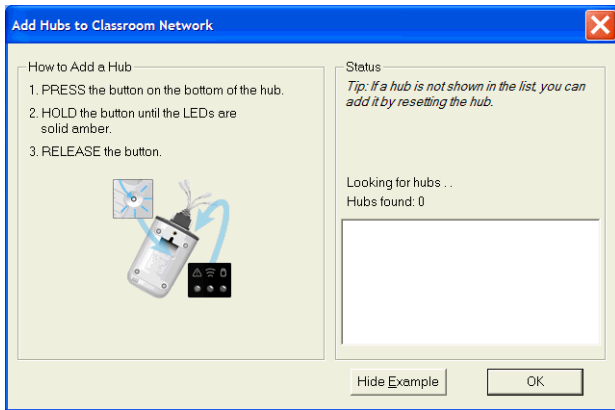 Add Hubs to Classroom Network
How to Add a Hub
1. PRESS the button on the bottom of the hub.
2. HOLD the button until the LEDs are
solid amber.
3. RELEASE the button.
Status
Tip: If a hub is not shown in the list, you can
add it by resetting the hub.
Looking for hubs . .
Hubs found: 0
Hide Example
OK